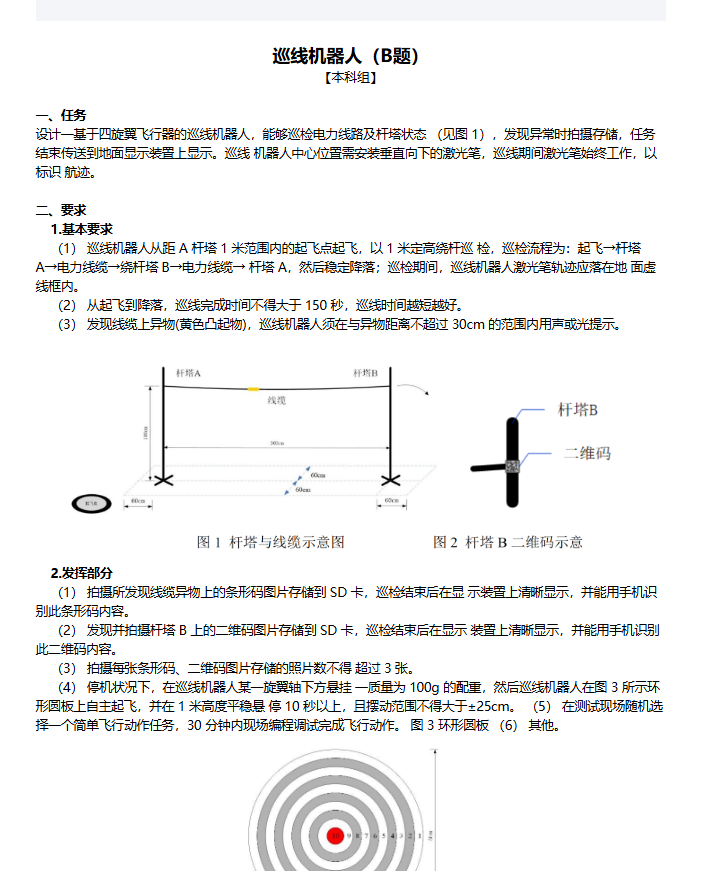 巡线机器人（B题）
【本科组】
一、任务
设计一基于四旋翼飞行器的巡线机器人，能够巡检电力线路及杆塔状态 （见图 1），发现异常时拍摄存储，任务
结束传送到地面显示装置上显示。巡线 机器人中心位置需安装垂直向下的激光笔，巡线期间激光笔始终工作，以
标识 航迹。
二、要求
1.基本要求
（1） 巡线机器人从距 A 杆塔 1 米范围内的起飞点起飞，以 1 米定高绕杆巡 检，巡检流程为：起飞→杆塔
A→电力线缆→绕杆塔 B→电力线缆→ 杆塔 A，然后稳定降落；巡检期间，巡线机器人激光笔轨迹应落在地 面虚
线框内。
（2） 从起飞到降落，巡线完成时间不得大于 150 秒，巡线时间越短越好。
（3） 发现线缆上异物(黄色凸起物)，巡线机器人须在与异物距离不超过 30cm 的范围内用声或光提示。
杆塔A
杆塔B
线缆
60cm
60cm
60cm
60cm
杆塔B
二维码
图 1 杆塔与线缆示意图
图 2 杆塔 B 二维码示意
2.发挥部分
（1） 拍摄所发现线缆异物上的条形码图片存储到 SD 卡，巡检结束后在显 示装置上清晰显示，并能用手机识
别此条形码内容。
（2） 发现并拍摄杆塔 B 上的二维码图片存储到 SD 卡，巡检结束后在显示 装置上清晰显示，并能用手机识别
此二维码内容。
（3） 拍摄每张条形码、二维码图片存储的照片数不得 超过 3 张。
（4） 停机状况下，在巡线机器人某一旋翼轴下方悬挂 一质量为 100g 的配重，然后巡线机器人在图 3 所示环
形圆板上自主起飞，并在 1 米高度平稳悬 停 10 秒以上，且摆动范围不得大于±25cm。 （5） 在测试现场随机选
择一个简单飞行动作任务，30 分钟内现场编程调试完成飞行动作。 图 3 环形圆板 （6） 其他。
9 8 7 6 5 4 3 2 1